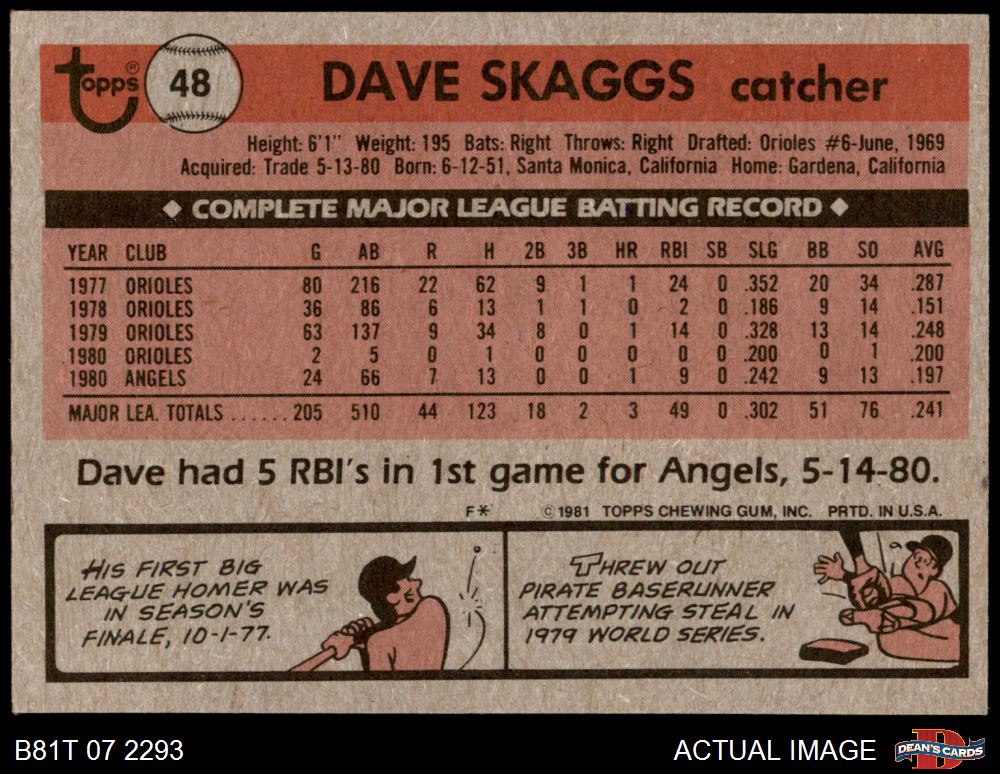 Topps® 48 DAVE SKAGGS catcher
Height: 6'1" Weight: 195 Bats: Right Throws: Right Drafted: Orioles #6-June, 1969
Acquired: Trade 5-13-80 Born: 6-12-51, Santa Monica, California Home: Gardena, California
◆ COMPLETE MAJOR LEAGUE BATTING RECORD ◆
YEAR CLUB G AB R H 2B 3B HR RBI SB SLG BB SO AVG
1977 ORIOLES 80 216 22 62 9 1 1 24 0 .352 20 34 .287
1978 ORIOLES 36 86 6 13 1 1 0 2 0 .186 9 14 .151
1979 ORIOLES 63 137 9 34 8 0 1 14 0 .328 13 14 .248
1980 ORIOLES 2 5 0 1 0 0 0 0 0 .200 0 1 .200
1980 ANGELS 24 66 7 13 0 0 1 9 0 .242 9 13 .197
MAJOR LEA. TOTALS ...... 205 510 44 123 18 2 3 49 0 .302 51 76 .241
Dave had 5 RBI's in 1st game for Angels, 5-14-80.
F* © 1981 TOPPS CHEWING GUM, INC. PRTD. IN U.S.A.
HIS FIRST BIG
LEAGUE HOMER WAS
IN SEASON'S
FINALE, 10-1-77.
THREW OUT
PIRATE BASERUNNER
ATTEMPTING STEAL IN
1979 WORLD SERIES.
B81T 07 2293 ACTUAL IMAGE DEAN'S CARDS